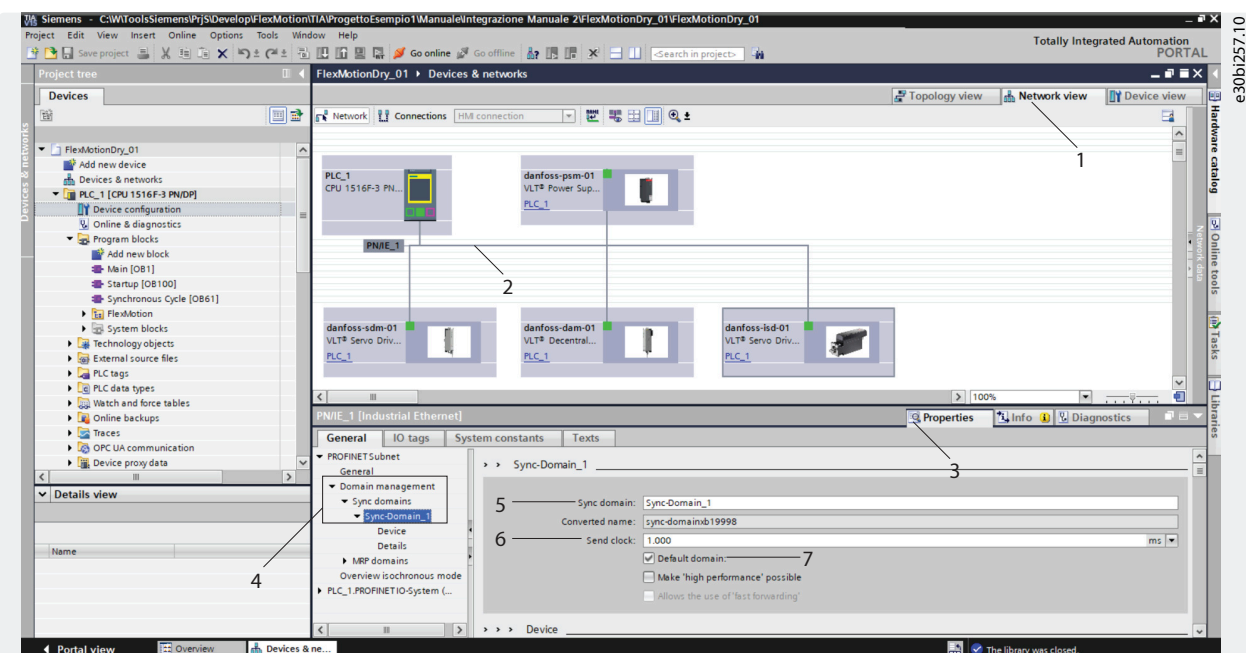 Siemens - C:\W\ToolsSiemens\PrjS\Develop\FlexMotion\TIA\ProgettoEsempio1\Manuale\Integrazione Manuale 2\FlexMotionDry_01\FlexMotionDry_01
Project Edit View Insert Online Options Tools Window Help
Totally Integrated Automation
PORTAL
Save project
Go online
Go offline
<Search in project>
e30bi257.10
Project tree
FlexMotionDry_01 Devices & networks
Devices
Topology view
Network view
Device view
Network
Connections
HMI connection
1
FlexMotionDry_01
Add new device
Devices & networks
PLC_1 [CPU 1516F-3 PN/DP]
Device configuration
Online & diagnostics
Program blocks
Add new block
Main [OB1]
Startup [OB100]
Synchronous Cycle [OB61]
FlexMotion
System blocks
Technology objects
External source files
PLC tags
PLC data types
Watch and force tables
Online backups
Traces
OPC UA communication
Device proxy data
Details view
Name
Devices & networks
PLC_1
CPU 1516F-3 PN...
danfoss-psm-01
VLT® Power Sup...
PLC_1
PN/IE_1
2
danfoss-sdm-01
VLT® Servo Driv...
PLC_1
danfoss-dam-01
VLT® Decentral...
PLC_1
danfoss-isd-01
VLT® Servo Driv...
PLC_1
100%
Network data
Hardware catalog
Online tools
Tasks
Libraries
PN/IE_1 [Industrial Ethernet]
Properties
Info
Diagnostics
3
General
IO tags
System constants
Texts
PROFINET Subnet
General
Domain management
Sync domains
Sync-Domain_1
Device
Details
MRP domains
Overview isochronous mode
PLC_1.PROFINET IO-System (...
4
> > Sync-Domain_1
5
Sync domain: Sync-Domain_1
Converted name: sync-domainxb19998
6
Send clock: 1.000 ms
Default domain:
7
Make 'high performance' possible
Allows the use of 'fast forwarding'
> > > Device
Portal view
Overview
Devices & ne...
The library was closed.